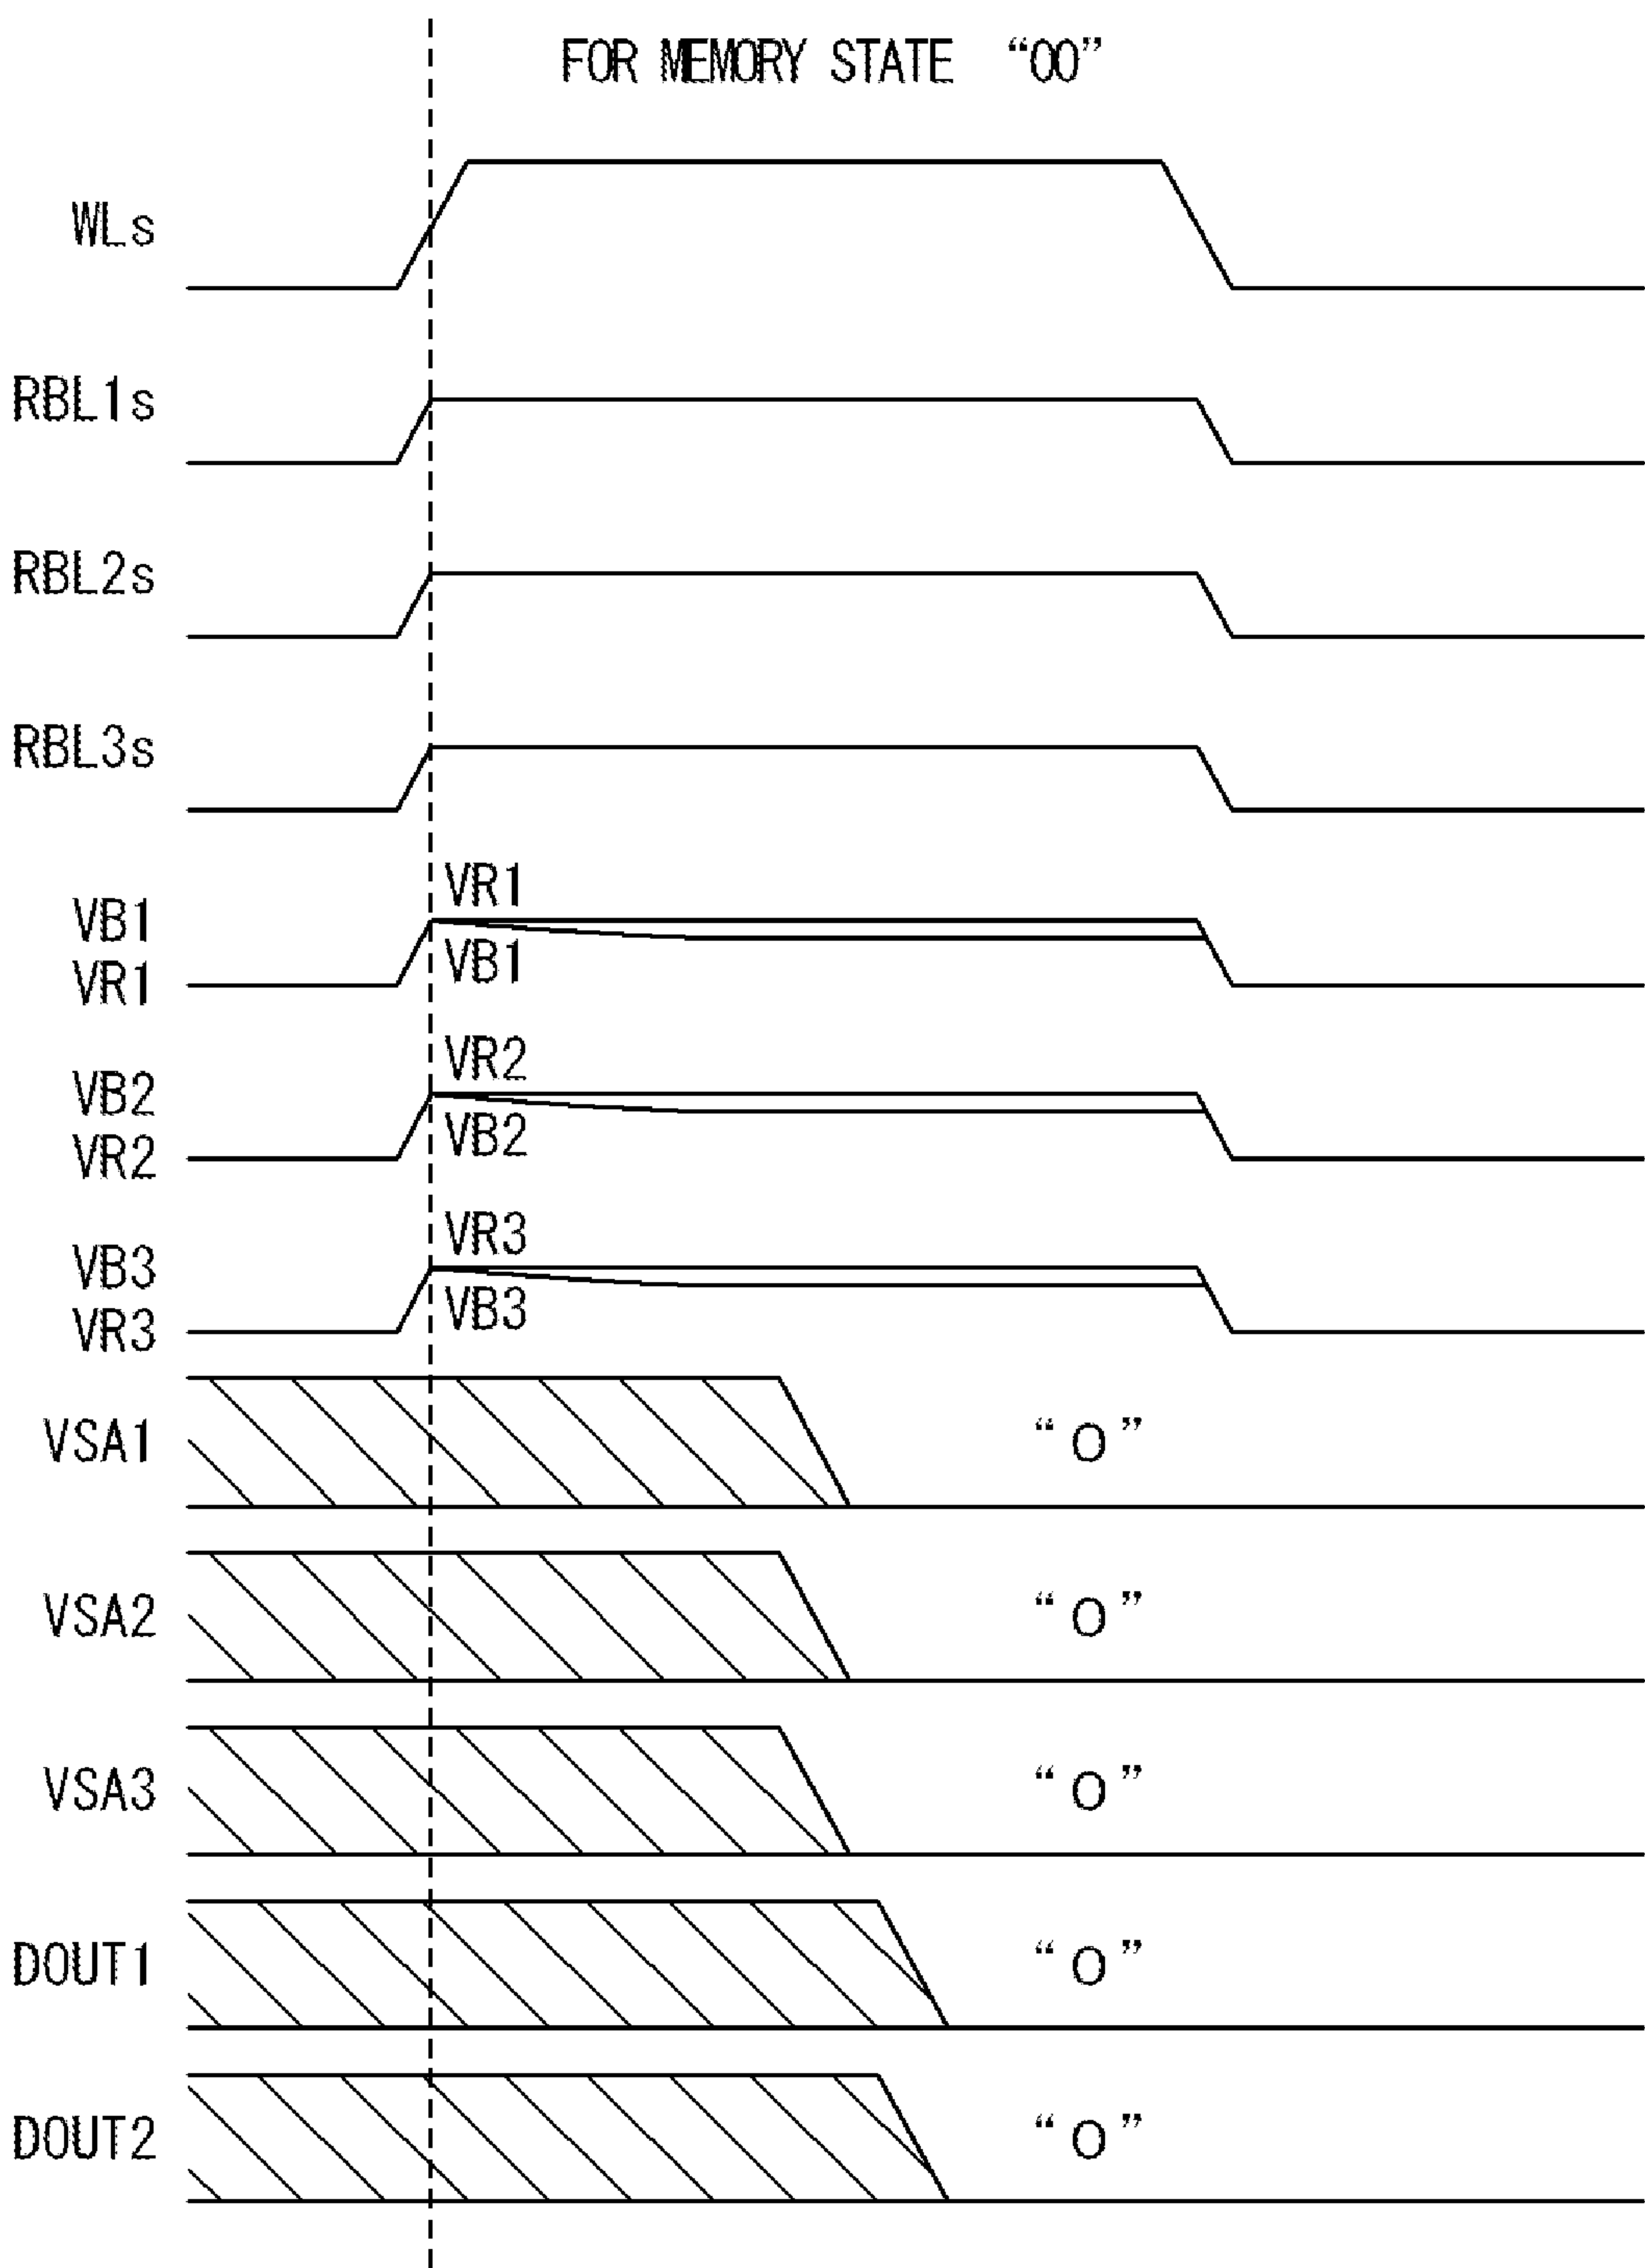 FOR MEMORY STATE “00”
WLs
RBL1s
RBL2s
RBL3s
VR1
VB1
VB1
VR1
VR2
VB2
VB2
VR2
VR3
VB3
VB3
VR3
VSA1 “0”
VSA2 “0”
VSA3 “0”
DOUT1 “0”
DOUT2 “0”